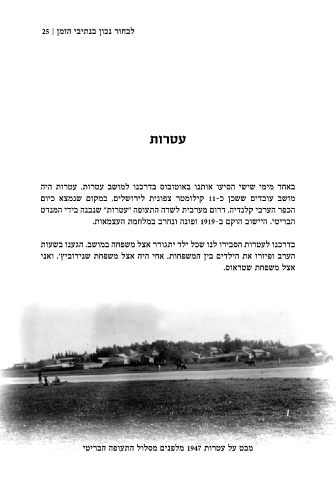 לבחור נכון בנתיבי הזמן | 25
עטרות
באחד מימי שישי הסיעו אותנו באוטובוס בדרכנו למושב עטרות. עטרות היה
מושב עובדים ששכן כ-11 קילומטר צפונית לירושלים, במקום שנמצא כיום
הכפר הערבי קלנדיה, דרום מערבית לשדה התעופה "עטרות" שנבנה בידי המנדט
הבריטי. היישוב הוקם ב-1919 ופונה ונחרב במלחמת העצמאות.
בדרכנו לעטרות הסבירו לנו שכל ילד יתגורר אצל משפחה במושב. הגענו בשעות
הערב ופיזרו את הילדים בין המשפחות. אחי היה אצל משפחת שנידוביץ', ואני
אצל משפחת שטראוס.
מבט על עטרות 1947 מלפנים מסלול התעופה הבריטי